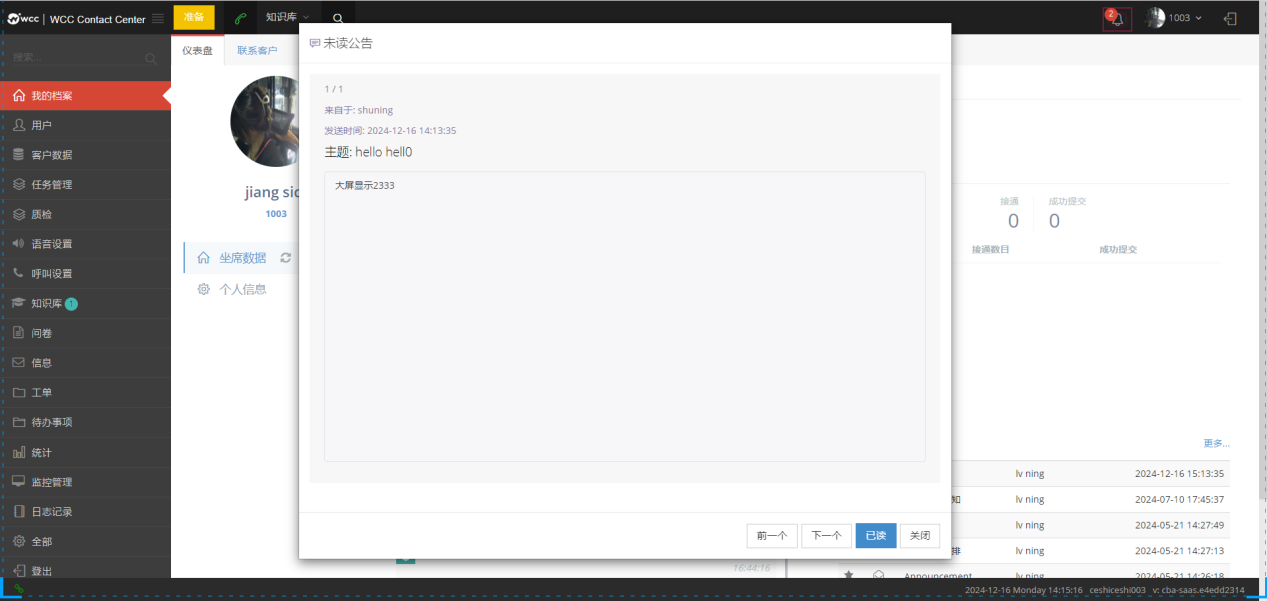 wcc | WCC Contact Center
准备
知识库
2
1003
搜索...
我的档案
用户
客户数据
任务管理
质检
语音设置
呼叫设置
知识库 1
问卷
信息
工单
待办事项
统计
监控管理
日志记录
全部
登出
仪表盘
联系客户
jiang sic
1003
坐席数据
个人信息
未读公告
1 / 1
来自于: shuning
发送时间: 2024-12-16 14:13:35
主题: hello hell0
大屏显示2333
前一个
下一个
已读
关闭
接通
成功提交
0
0
接通数目
成功提交
更多...
lv ning 2024-12-16 15:13:35
知 lv ning 2024-07-10 17:45:37
lv ning 2024-05-21 14:27:49
排 lv ning 2024-05-21 14:27:13
Announcement lv ning 2024-05-21 14:26:18
16:44:16
2024-12-16 Monday 14:15:16 ceshiceshi003 v: cba-saas.e4edd2314